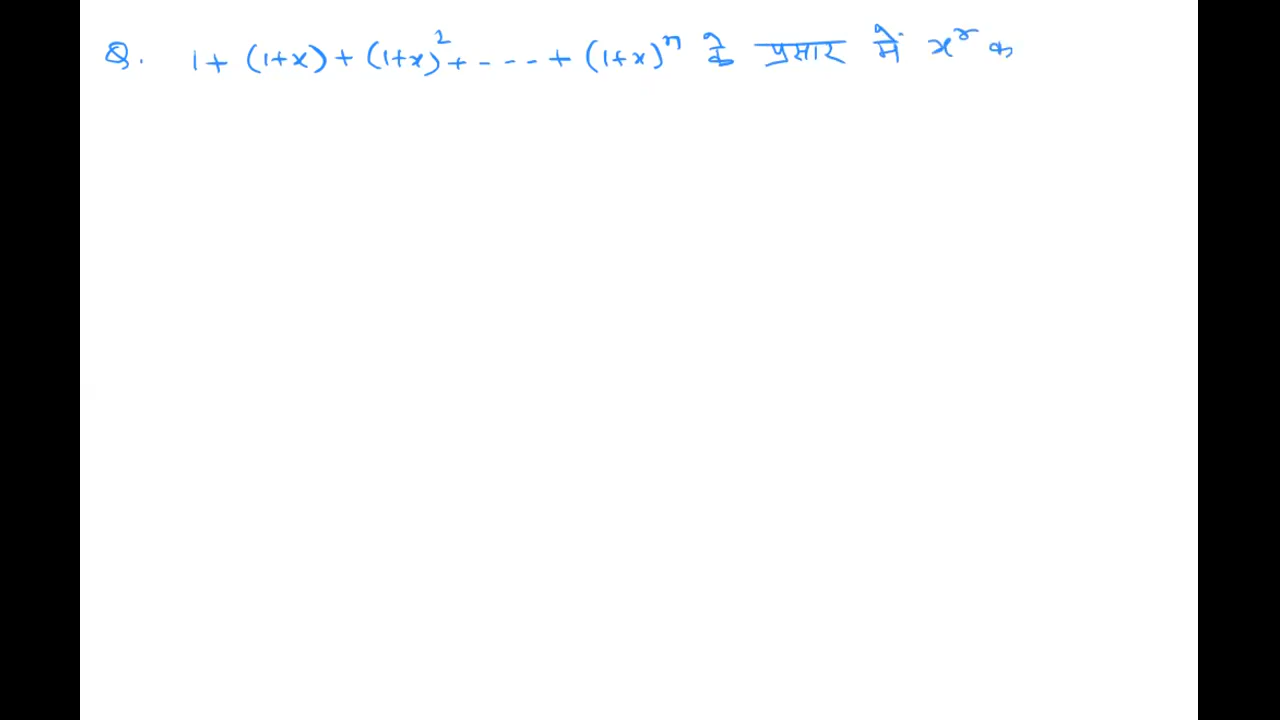 Q. 1 + (1+x) + (1+x)² + - - - + (1+x)ⁿ के प्रसार में xʳ क